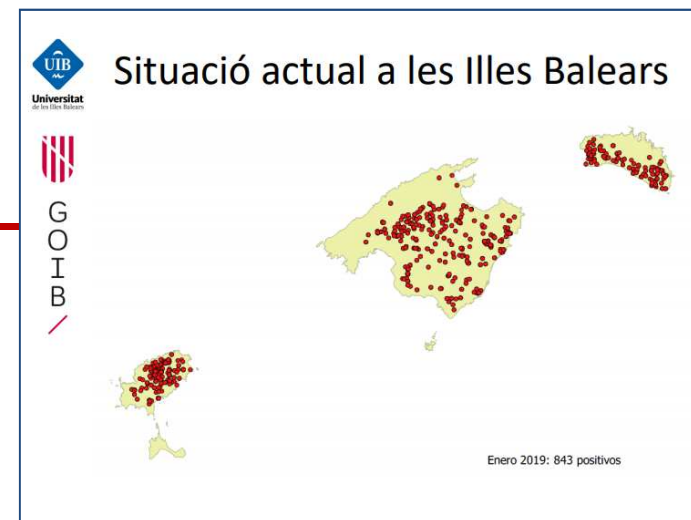 Situació actual a les Illes Balears
UIB
Universitat
de les Illes Balears
G
O
I
B
Enero 2019: 843 positivos